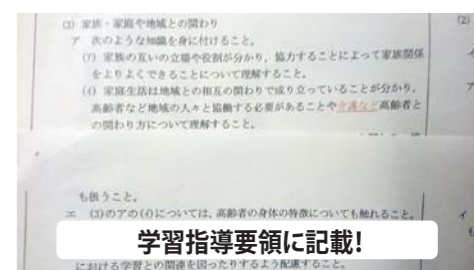 (3) 家族・家庭や地域との関わり
(2)
ア 次のような知識を身に付けること。
(ｱ) 家族の互いの立場や役割が分かり，協力することによって家族関係
をよりよくできることについて理解すること。
(ｲ) 家庭生活は地域との相互の関わりで成り立っていることが分かり，
高齢者など地域の人々と協働する必要があることや介護など高齢者と
の関わり方について理解すること。
も扱うこと。
エ (3)のアの(ｲ)については，高齢者の身体の特徴についても触れること。
学習指導要領に記載!
における学習との関連を図ったりするよう配慮すること。